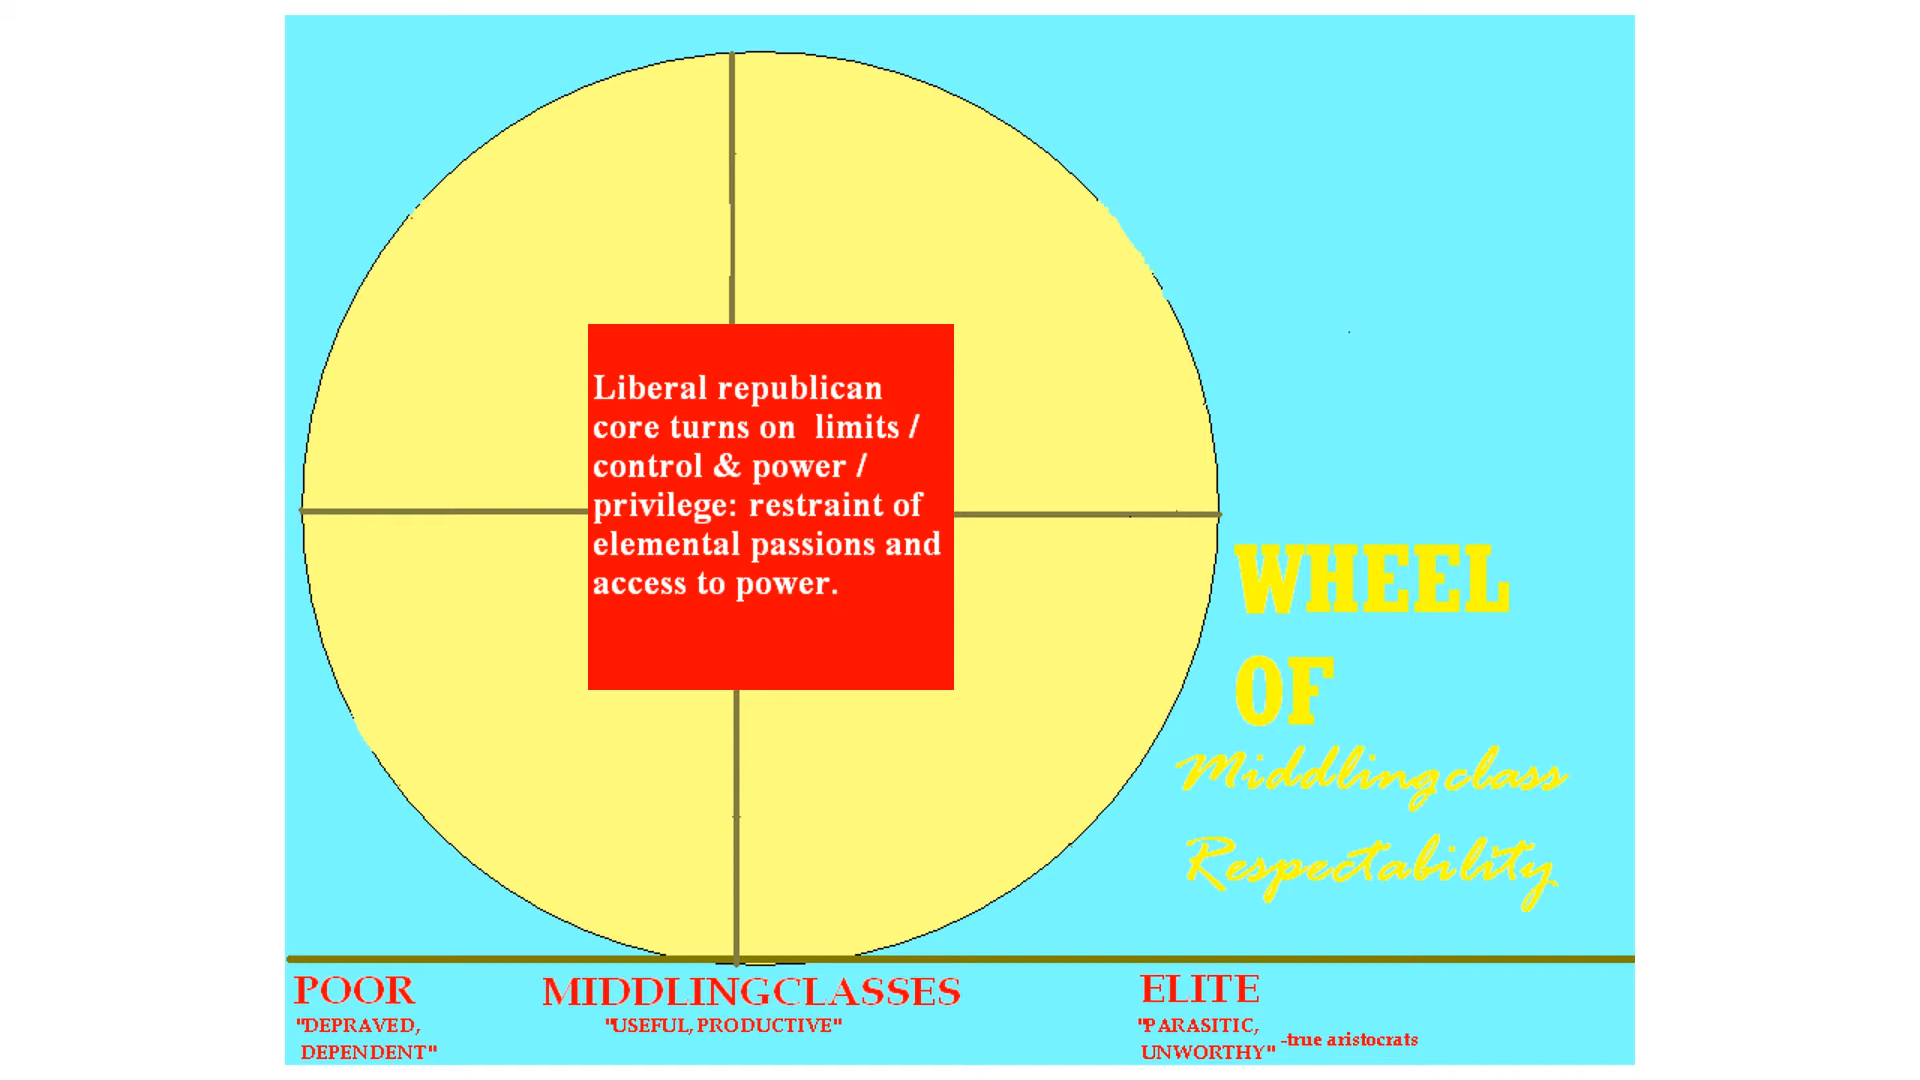 Liberal republican
core turns on limits /
control & power /
privilege: restraint of
elemental passions and
access to power.
WHEEL
OF
Middlingclass
Respectability
POOR
"DEPRAVED,
DEPENDENT"
MIDDLINGCLASSES
"USEFUL, PRODUCTIVE"
ELITE
"PARASITIC,
UNWORTHY" -true aristocrats